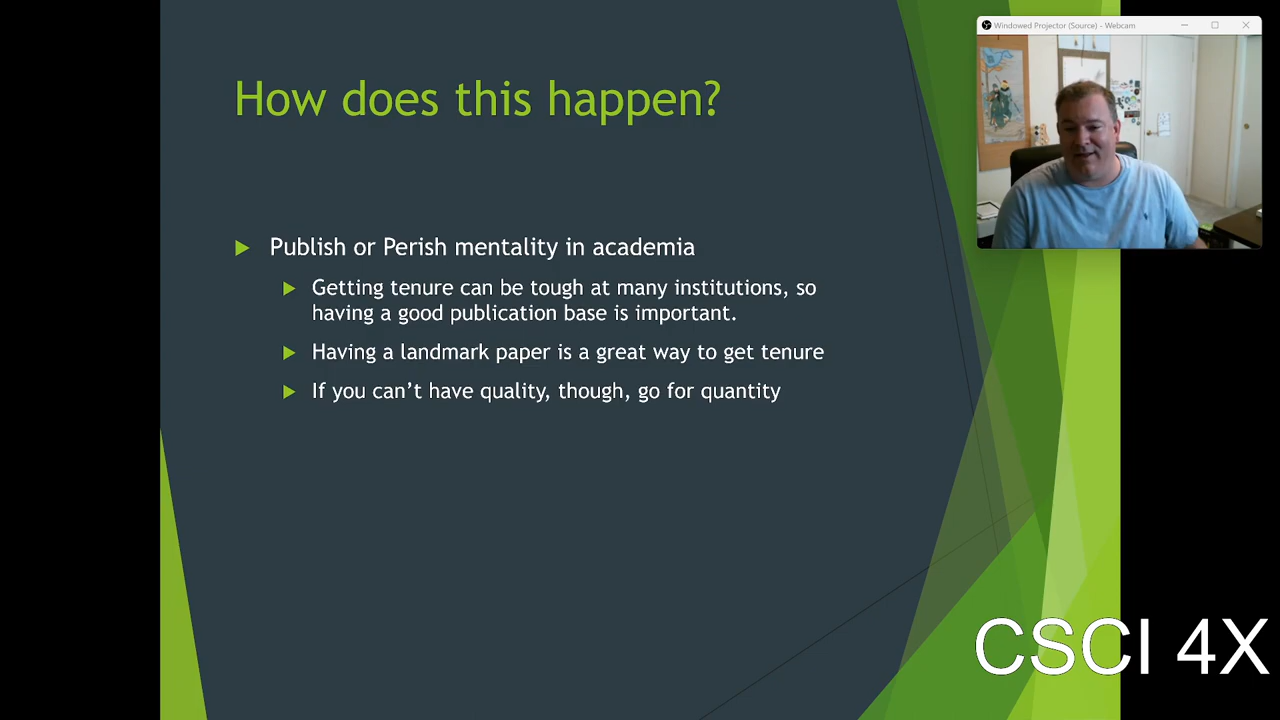 Windowed Projector (Source) - Webcam
How does this happen?
Publish or Perish mentality in academia
Getting tenure can be tough at many institutions, so
having a good publication base is important.
Having a landmark paper is a great way to get tenure
If you can’t have quality, though, go for quantity
CSCI 4X